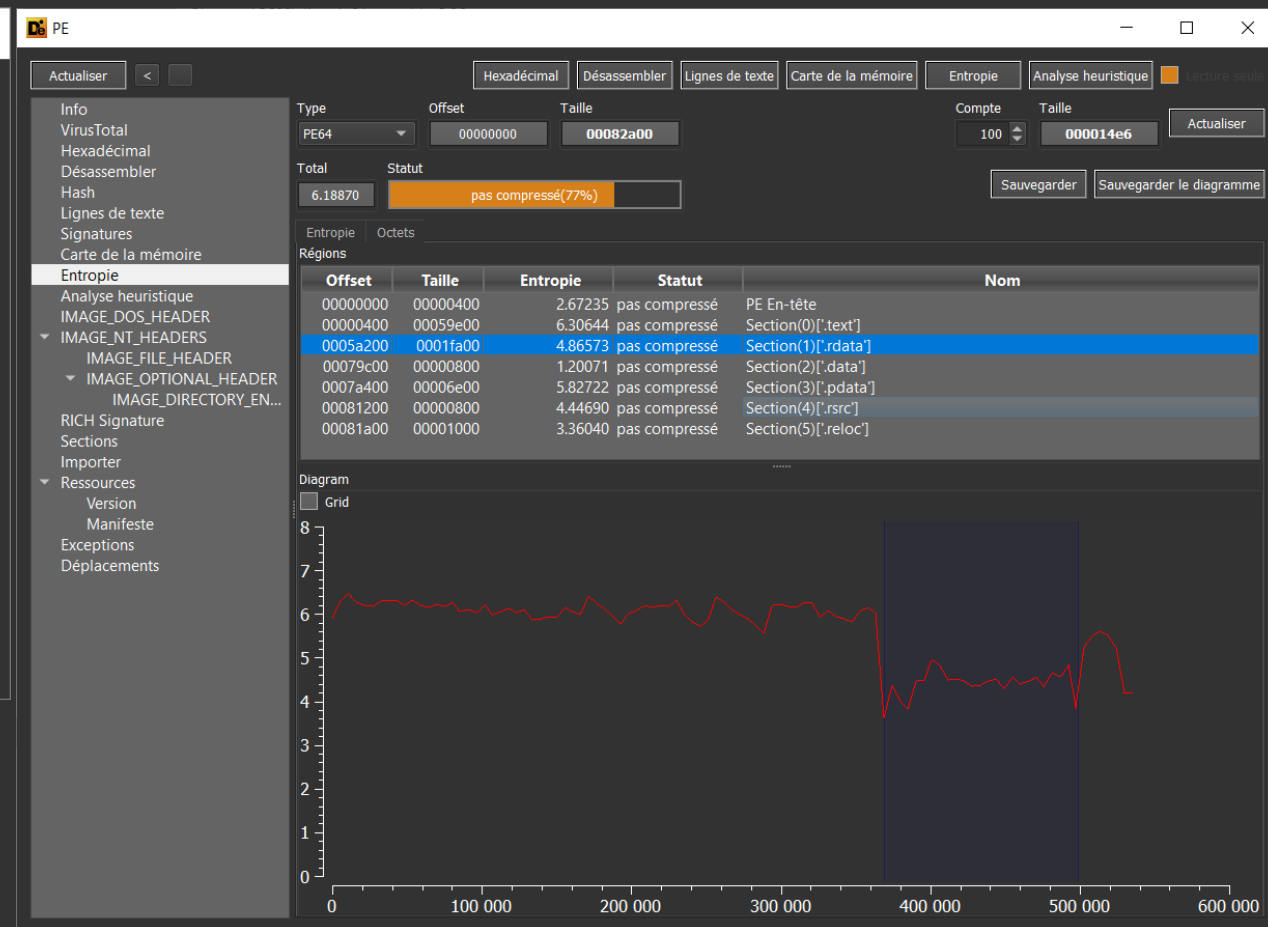 PE
Actualiser <
Hexadécimal Désassembler Lignes de texte Carte de la mémoire Entropie Analyse heuristique Lecture seule
Info
VirusTotal
Hexadécimal
Désassembler
Hash
Lignes de texte
Signatures
Carte de la mémoire
Entropie
Analyse heuristique
IMAGE_DOS_HEADER
IMAGE_NT_HEADERS
IMAGE_FILE_HEADER
IMAGE_OPTIONAL_HEADER
IMAGE_DIRECTORY_EN...
RICH Signature
Sections
Importer
Ressources
Version
Manifeste
Exceptions
Déplacements
Type Offset Taille Compte Taille
PE64 00000000 00082a00 100 000014e6 Actualiser
Total Statut
6.18870 pas compressé(77%) Sauvegarder Sauvegarder le diagramme
Entropie Octets
Régions
Offset Taille Entropie Statut Nom
00000000 00000400 2.67235 pas compressé PE En-tête
00000400 00059e00 6.30644 pas compressé Section(0)['.text']
0005a200 0001fa00 4.86573 pas compressé Section(1)['.rdata']
00079c00 00000800 1.20071 pas compressé Section(2)['.data']
0007a400 00006e00 5.82722 pas compressé Section(3)['.pdata']
00081200 00000800 4.44690 pas compressé Section(4)['.rsrc']
00081a00 00001000 3.36040 pas compressé Section(5)['.reloc']
Diagram
Grid
8
7
6
5
4
3
2
1
0
0 100 000 200 000 300 000 400 000 500 000 600 000